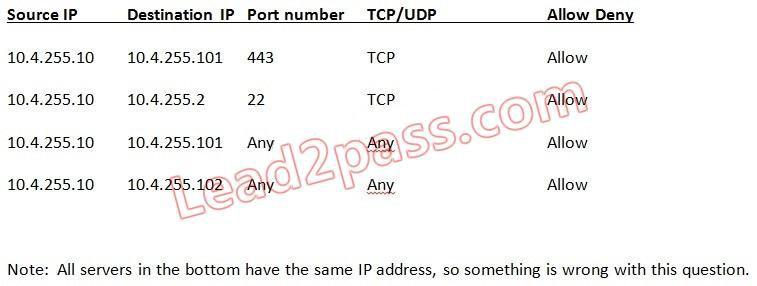 Source IP Destination IP Port number TCP/UDP Allow Deny
10.4.255.10 10.4.255.101 443 TCP Allow
10.4.255.10 10.4.255.2 22 TCP Allow
10.4.255.10 10.4.255.101 Any Any Allow
10.4.255.10 10.4.255.102 Any Any Allow
Lead2pass.com
Note: All servers in the bottom have the same IP address, so something is wrong with this question.